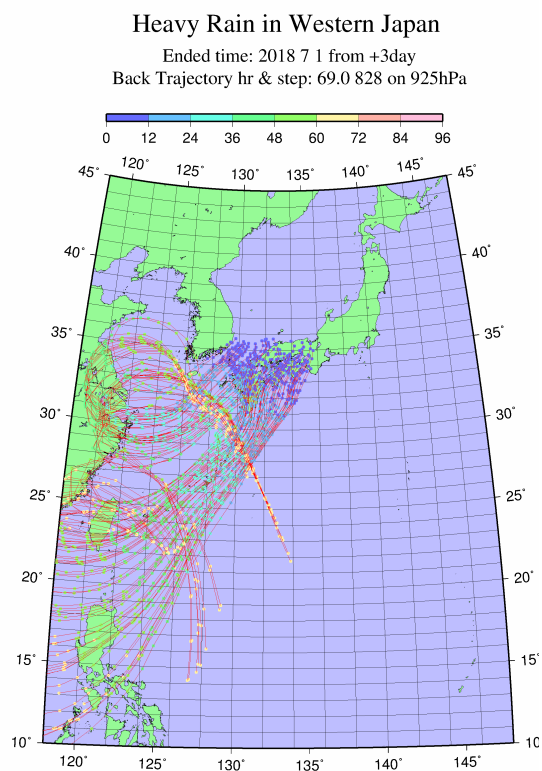 Heavy Rain in Western Japan
Ended time: 2018 7 1 from +3day
Back Trajectory hr & step: 69.0 828 on 925hPa
0 12 24 36 48 60 72 84 96
120˚ 125˚ 130˚ 135˚ 140˚ 145˚
45˚ 45˚
40˚ 40˚
35˚ 35˚
30˚ 30˚
25˚ 25˚
20˚ 20˚
15˚ 15˚
10˚ 10˚
120˚ 125˚ 130˚ 135˚ 140˚ 145˚